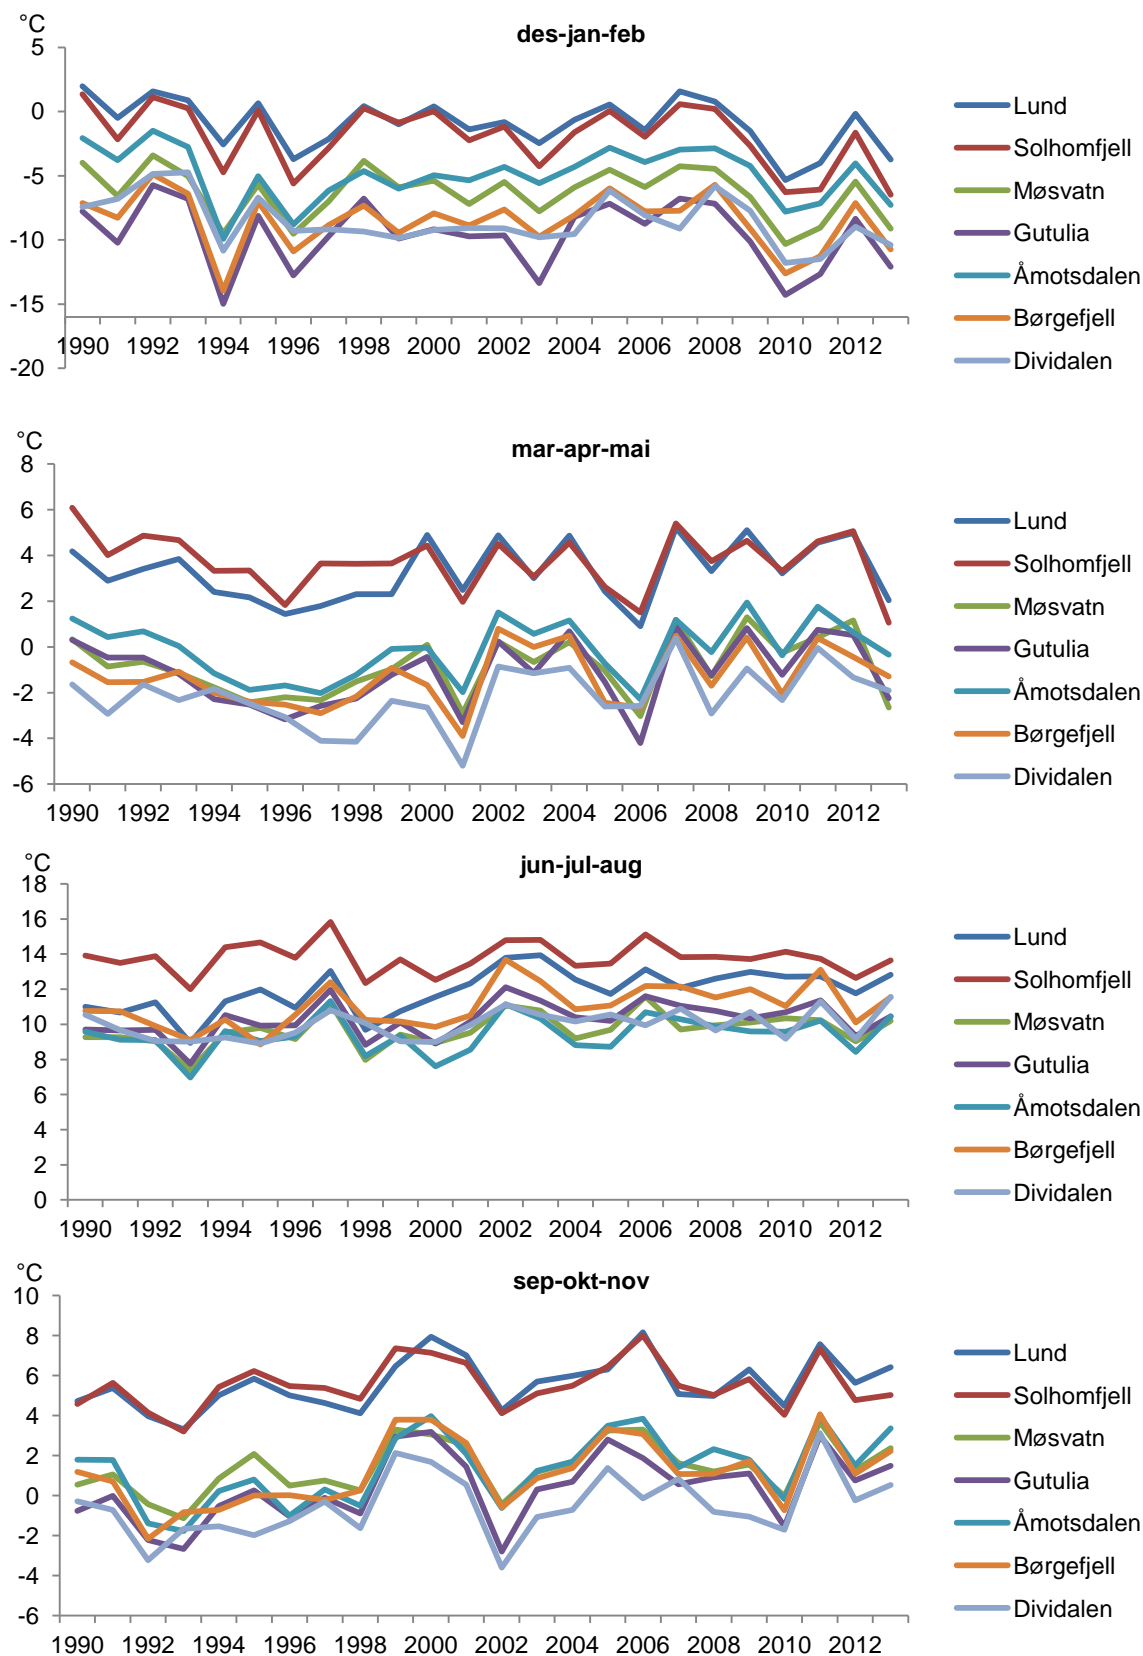 °C
des-jan-feb
5
0
-5
-10
-15
-20
1990 1992 1994 1996 1998 2000 2002 2004 2006 2008 2010 2012
Lund
Solhomfjell
Møsvatn
Gutulia
Åmotsdalen
Børgefjell
Dividalen
°C
mar-apr-mai
8
6
4
2
0
-2
-4
-6
1990 1992 1994 1996 1998 2000 2002 2004 2006 2008 2010 2012
Lund
Solhomfjell
Møsvatn
Gutulia
Åmotsdalen
Børgefjell
Dividalen
°C
jun-jul-aug
18
16
14
12
10
8
6
4
2
0
1990 1992 1994 1996 1998 2000 2002 2004 2006 2008 2010 2012
Lund
Solhomfjell
Møsvatn
Gutulia
Åmotsdalen
Børgefjell
Dividalen
°C
sep-okt-nov
10
8
6
4
2
0
-2
-4
-6
1990 1992 1994 1996 1998 2000 2002 2004 2006 2008 2010 2012
Lund
Solhomfjell
Møsvatn
Gutulia
Åmotsdalen
Børgefjell
Dividalen